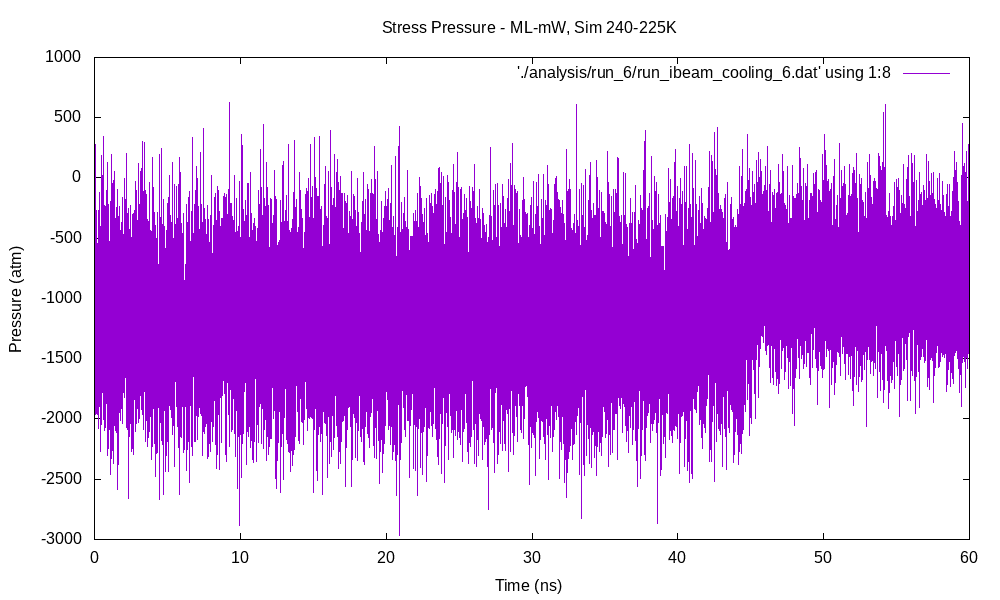 Stress Pressure - ML-mW, Sim 240-225K
1000
500
0
-500
-1000
-1500
-2000
-2500
-3000
Pressure (atm)
'./analysis/run_6/run_ibeam_cooling_6.dat' using 1:8
0 10 20 30 40 50 60
Time (ns)